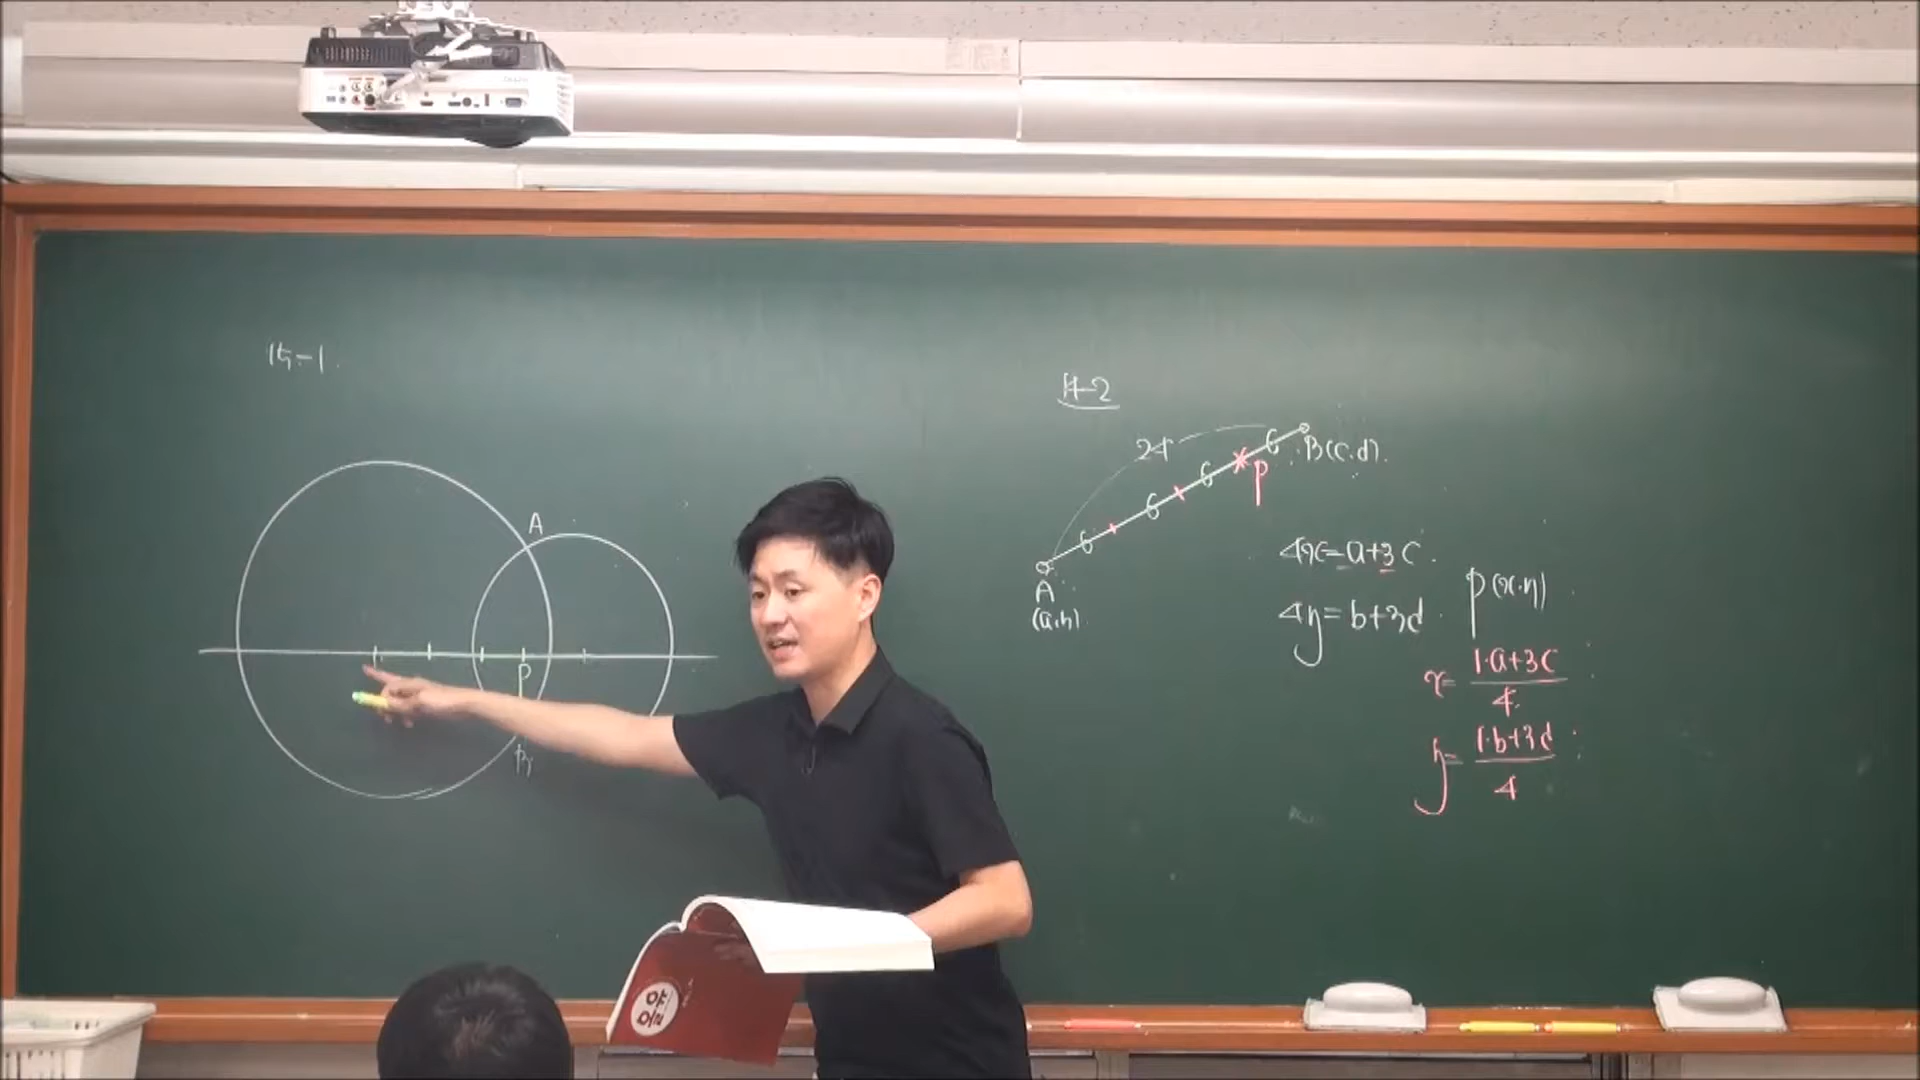 15-1.
A
P
14-2
24
6
6
6
6
P
B(c.d).
A
(a.b)
4x=a+3c.
4y=b+3d.
P(x.y)
x= 1·a+3c
4
y= 1·b+3d
4